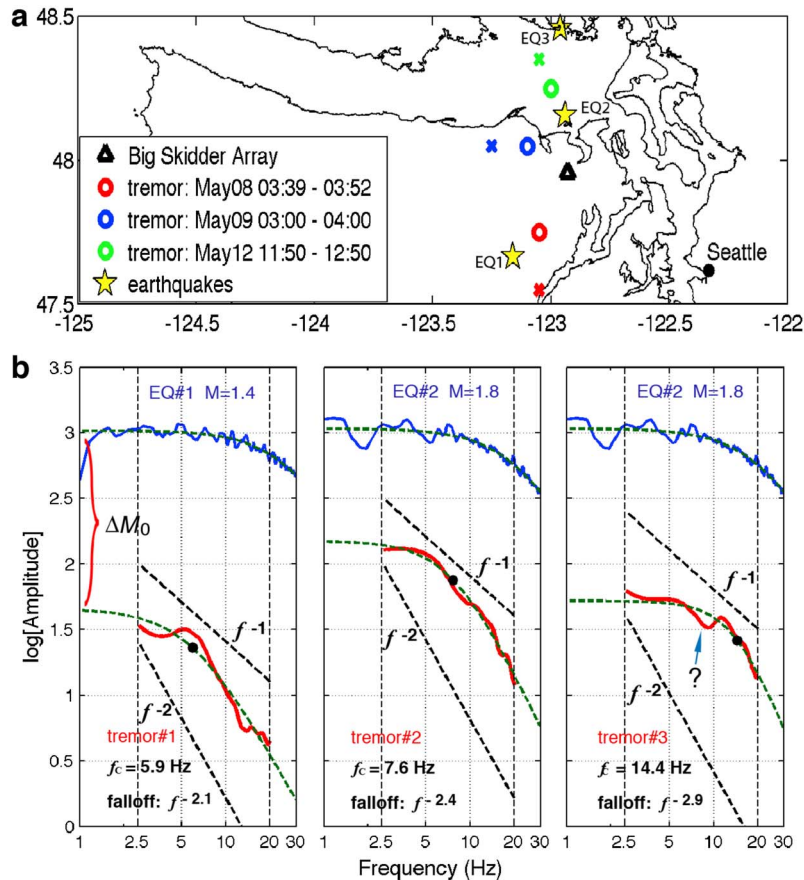 a
48.5
48
47.5
EQ3
EQ2
EQ1
Seattle
Big Skidder Array
tremor: May08 03:39 - 03:52
tremor: May09 03:00 - 04:00
tremor: May12 11:50 - 12:50
earthquakes
-125 -124.5 -124 -123.5 -123 -122.5 -122
b
log[Amplitude]
3.5
3
2.5
2
1.5
1
0.5
0
EQ#1 M=1.4
ΔM0
f -1
f -2
tremor#1
fc = 5.9 Hz
falloff: f - 2.1
1 2.5 5 10 20 30
EQ#2 M=1.8
f -1
f -2
tremor#2
fc = 7.6 Hz
falloff: f - 2.4
1 2.5 5 10 20 30
EQ#2 M=1.8
f -1
f -2
?
tremor#3
fc = 14.4 Hz
falloff: f - 2.9
1 2.5 5 10 20 30
Frequency (Hz)